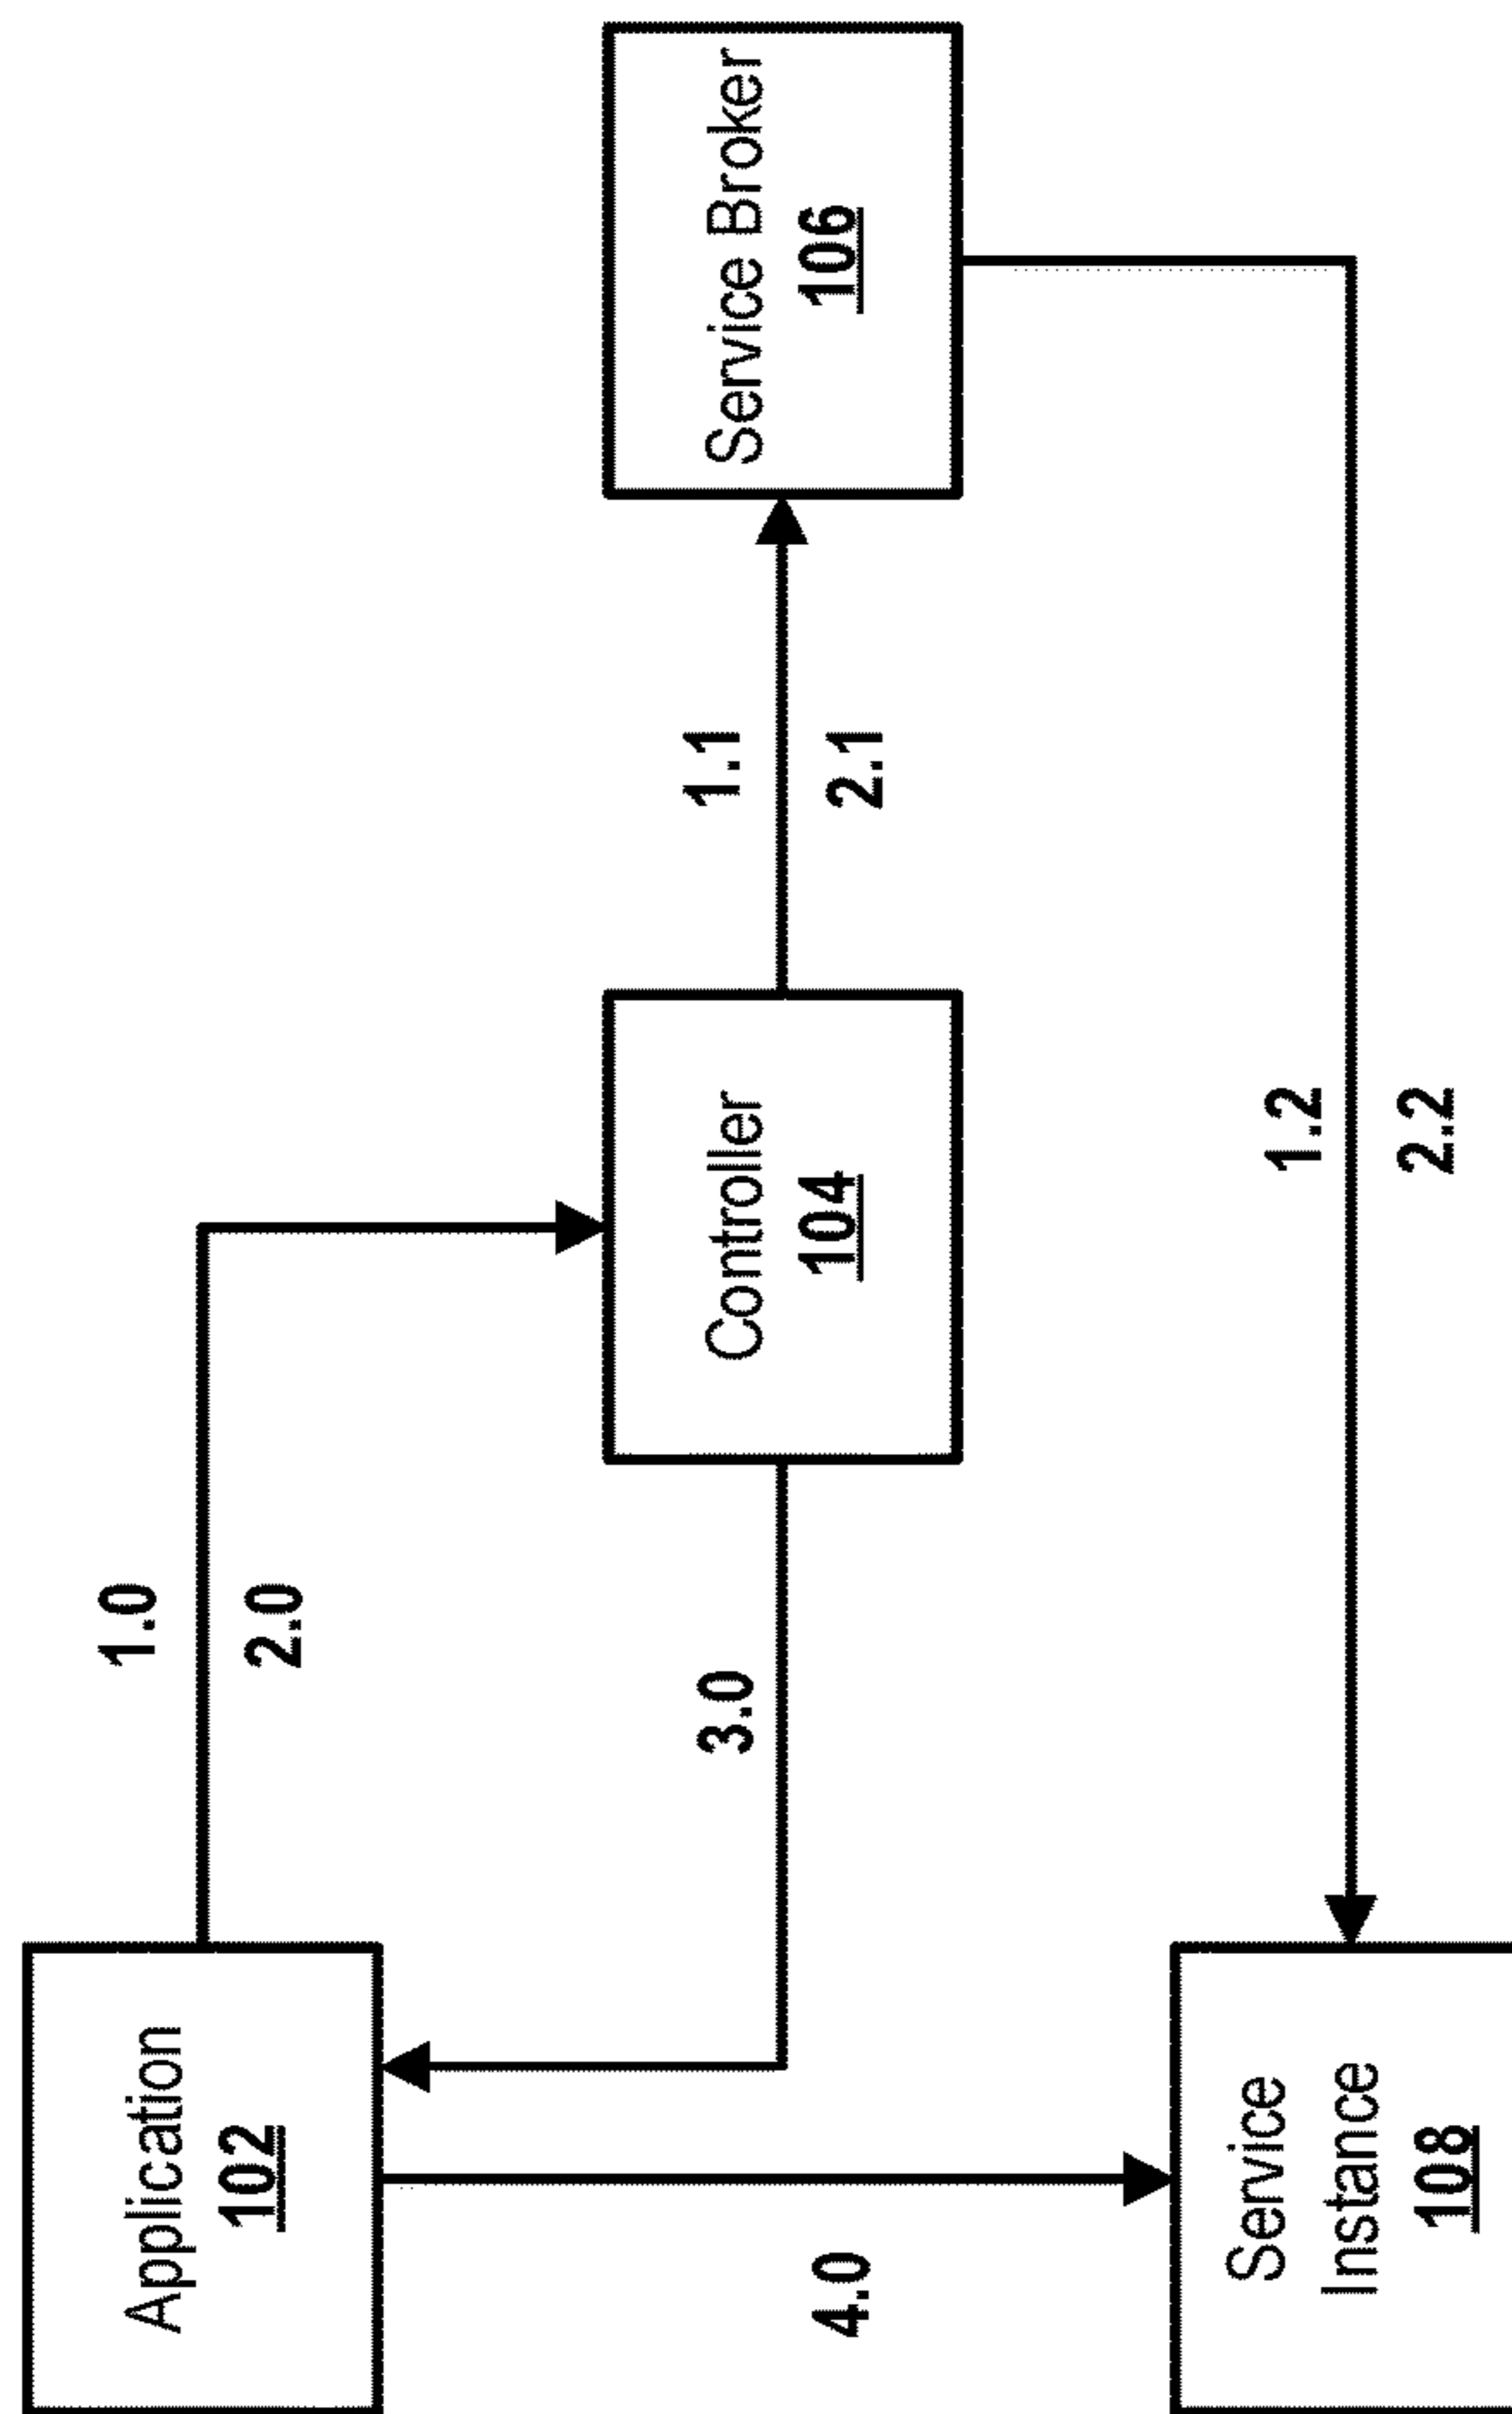 Application
102
1.0
2.0
Controller
104
3.0
1.1
2.1
Service Broker
106
4.0
Service
Instance
108
1.2
2.2